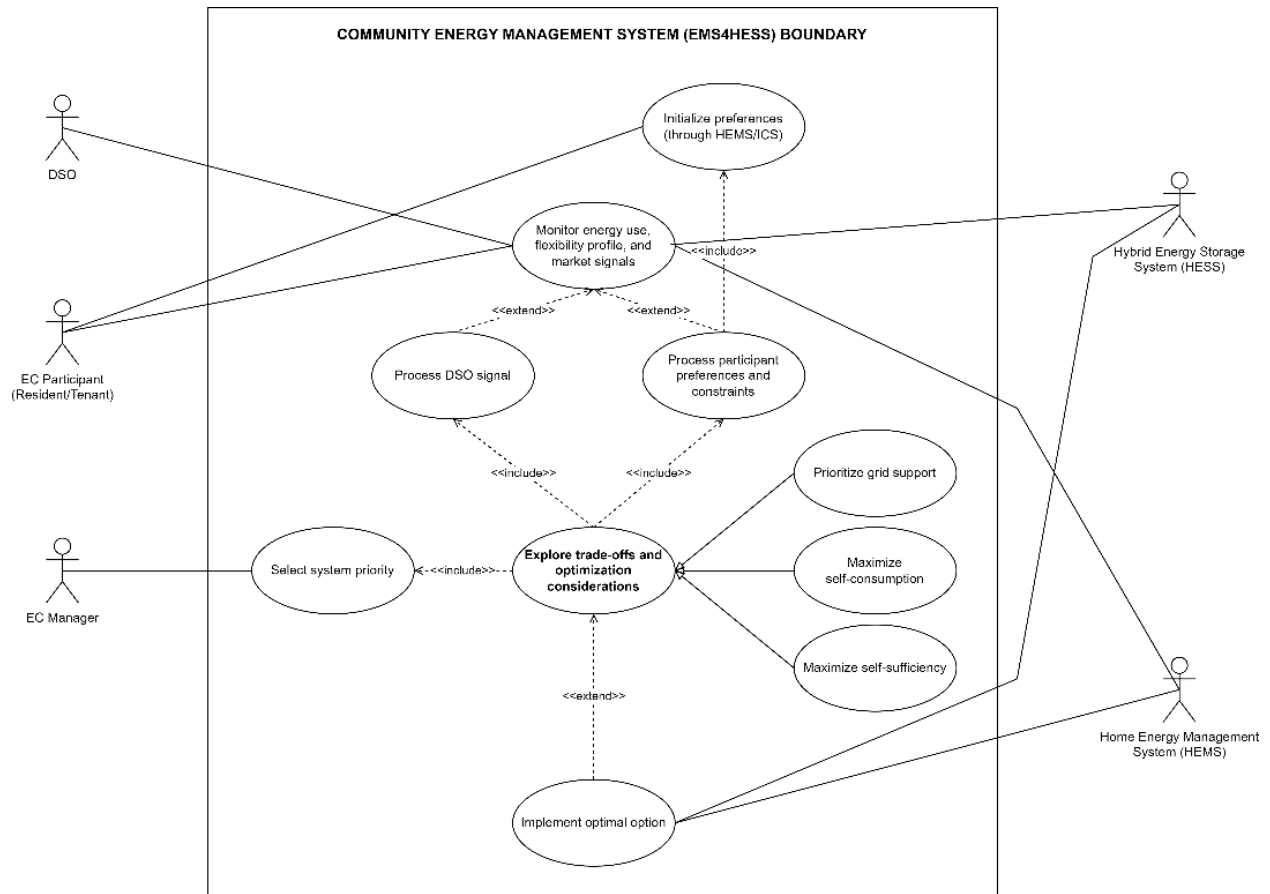 COMMUNITY ENERGY MANAGEMENT SYSTEM (EMS4HESS) BOUNDARY
Initialize preferences
(through HEMS/ICS)
DSO
Monitor energy use,
flexibility profile, and
market signals
<<include>>
Hybrid Energy Storage
System (HESS)
<<extend>>
<<extend>>
Process DSO signal
Process participant
preferences and
constraints
EC Participant
(Resident/Tenant)
<<include>>
<<include>>
Prioritize grid support
Select system priority
<<include>>
Explore trade-offs and
optimization
considerations
Maximize
self-consumption
EC Manager
Maximize self-sufficiency
<<extend>>
Home Energy Management
System (HEMS)
Implement optimal option